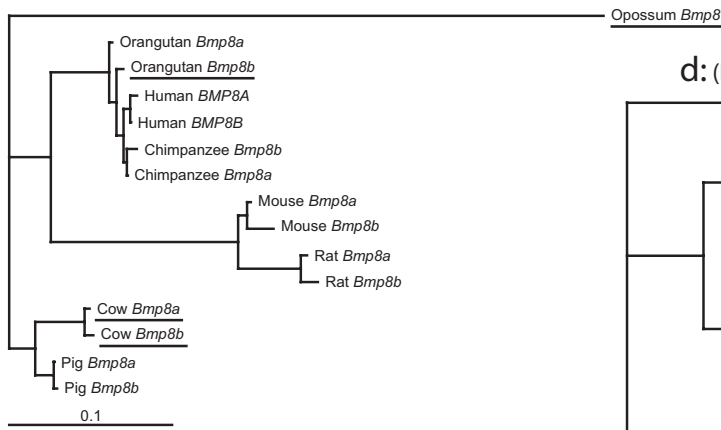 Opossum Bmp8
Orangutan Bmp8a
d: (
Orangutan Bmp8b
Human BMP8A
Human BMP8B
Chimpanzee Bmp8b
Chimpanzee Bmp8a
Mouse Bmp8a
Mouse Bmp8b
Rat Bmp8a
Rat Bmp8b
Cow Bmp8a
Cow Bmp8b
Pig Bmp8a
Pig Bmp8b
0.1